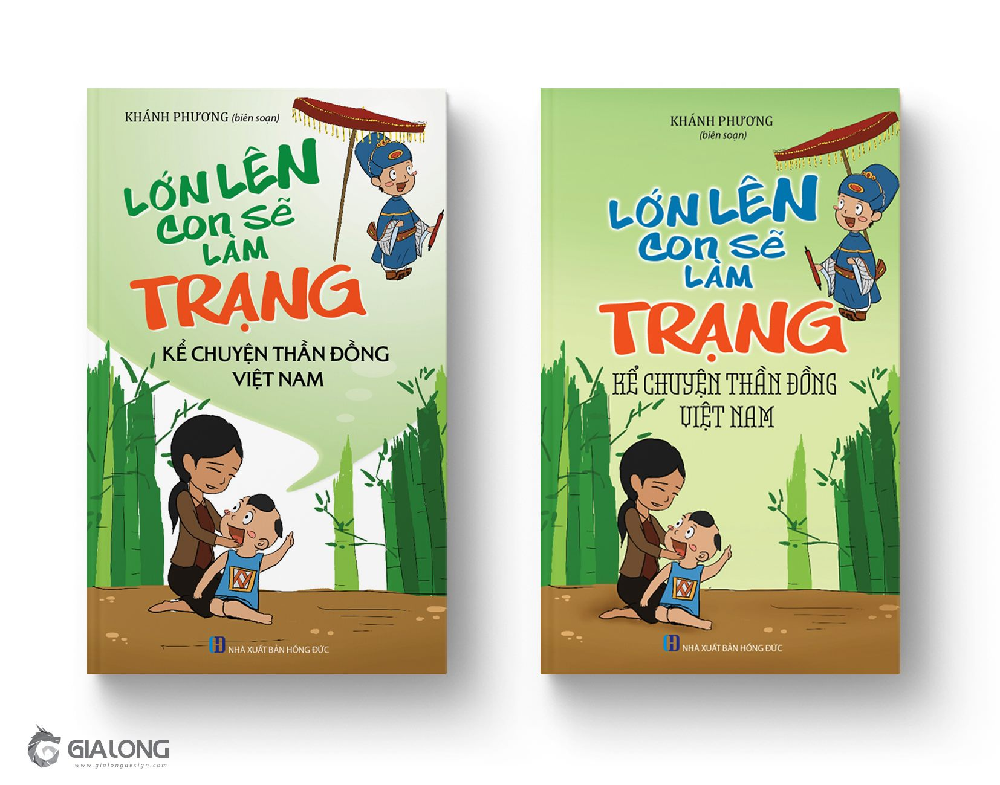 KHÁNH PHƯƠNG (biên soạn)
LỚN LÊN
CON SẼ
LÀM
TRẠNG
KỂ CHUYỆN THẦN ĐỒNG
VIỆT NAM
NHÀ XUẤT BẢN HỒNG ĐỨC
KHÁNH PHƯƠNG
(biên soạn)
LỚN LÊN
CON SẼ
LÀM
TRẠNG
KỂ CHUYỆN THẦN ĐỒNG
VIỆT NAM
NHÀ XUẤT BẢN HỒNG ĐỨC
GIALONG
www.gialongdesign.com